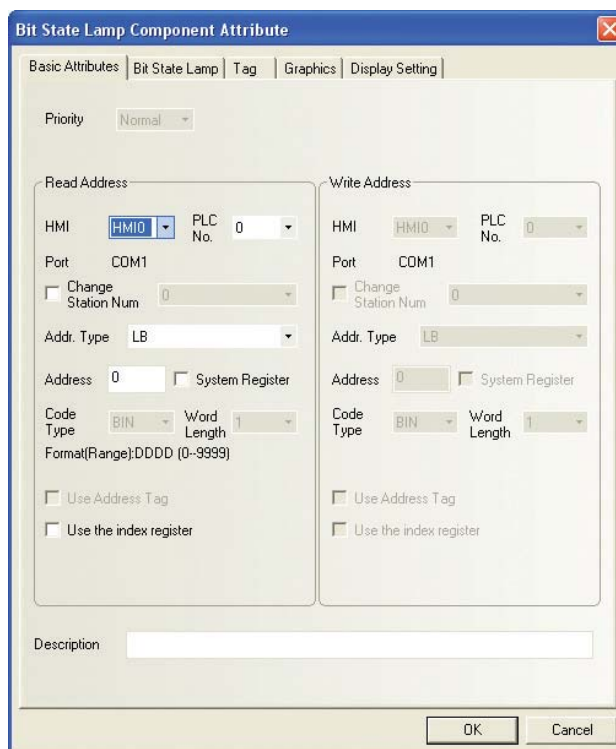 Bit State Lamp Component Attribute
Basic Attributes Bit State Lamp Tag Graphics Display Setting
Priority Normal
Read Address
HMI HMI0 PLC No. 0
Port COM1
Change Station Num 0
Addr. Type LB
Address 0 System Register
Code Type BIN Word Length 1
Format(Range):DDDD (0--9999)
Use Address Tag
Use the index register
Write Address
HMI HMI0 PLC No. 0
Port COM1
Change Station Num 0
Addr. Type LB
Address 0 System Register
Code Type BIN Word Length 1
Use Address Tag
Use the index register
Description
OK Cancel